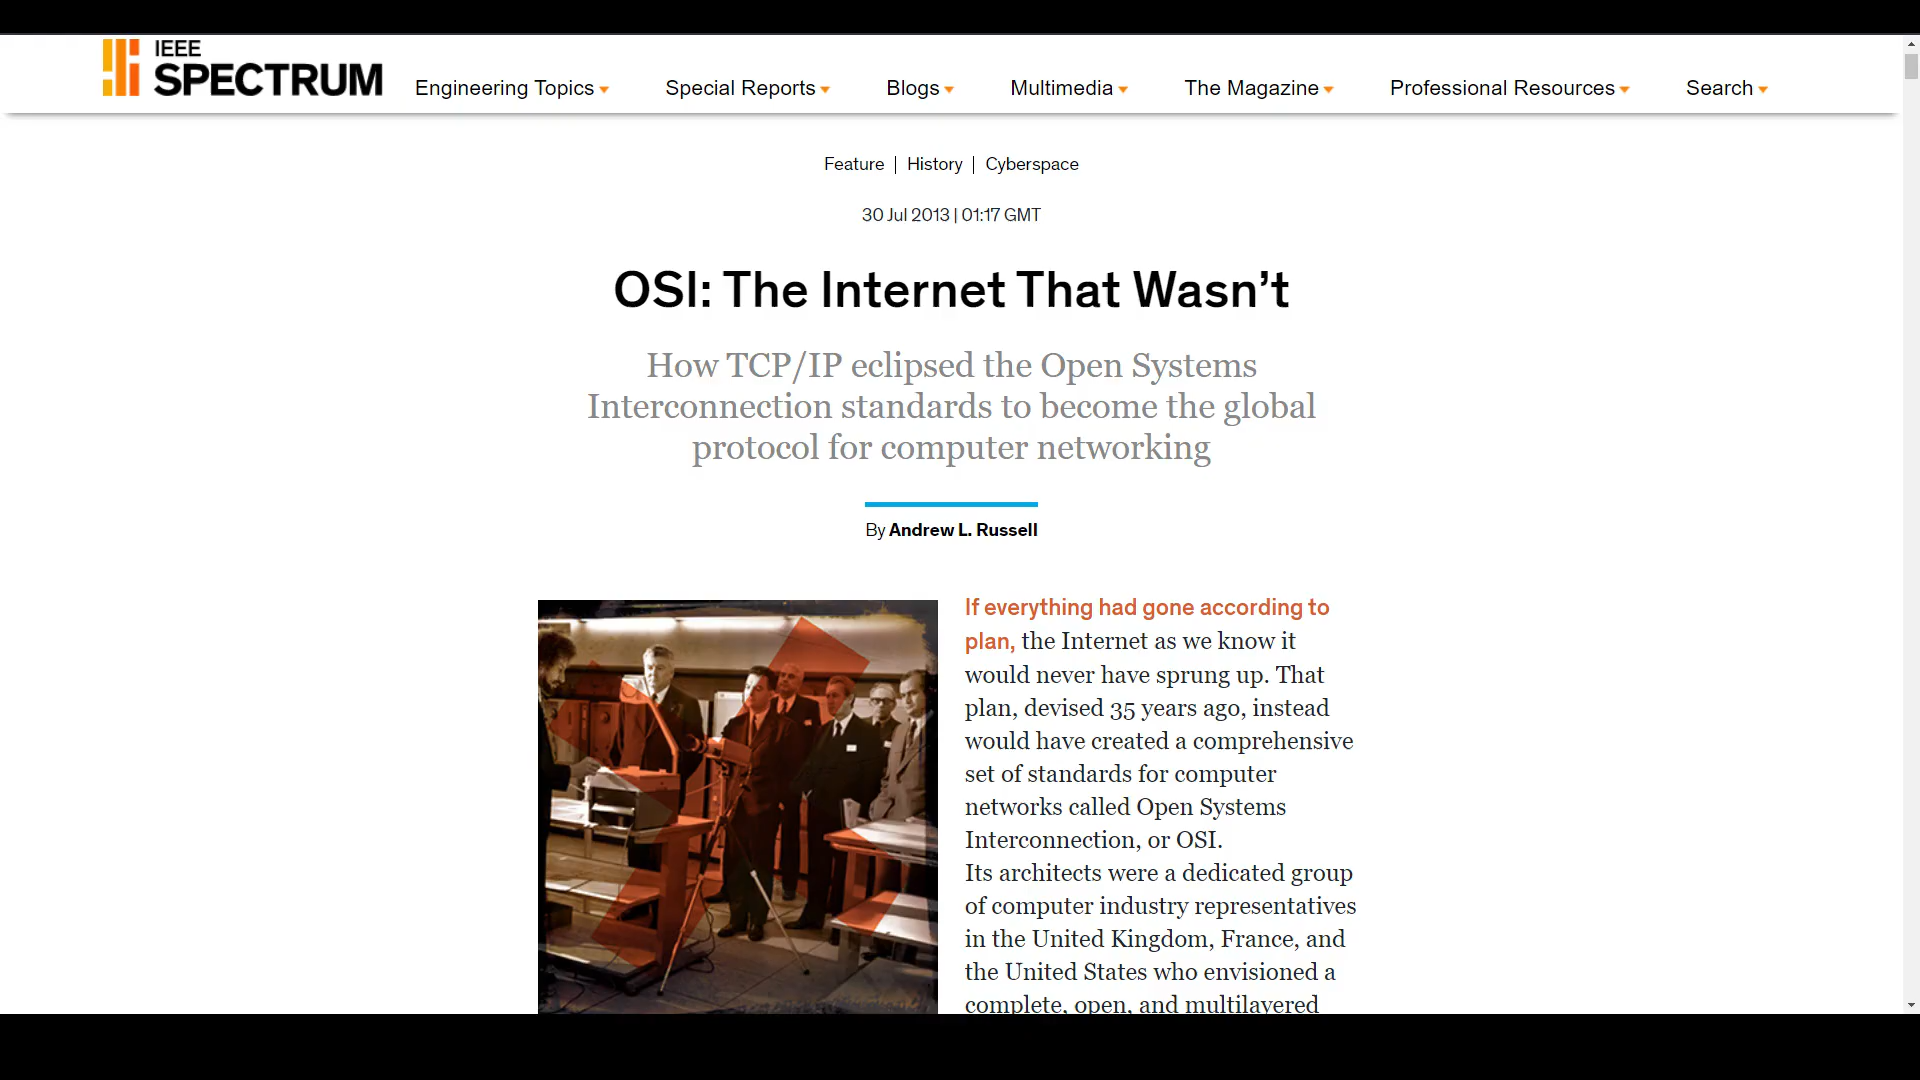 IEEE
SPECTRUM
Engineering Topics Special Reports Blogs Multimedia The Magazine Professional Resources Search
Feature | History | Cyberspace
30 Jul 2013 | 01:17 GMT
OSI: The Internet That Wasn’t
How TCP/IP eclipsed the Open Systems
Interconnection standards to become the global
protocol for computer networking
By Andrew L. Russell
If everything had gone according to
plan, the Internet as we know it
would never have sprung up. That
plan, devised 35 years ago, instead
would have created a comprehensive
set of standards for computer
networks called Open Systems
Interconnection, or OSI.
Its architects were a dedicated group
of computer industry representatives
in the United Kingdom, France, and
the United States who envisioned a
complete, open, and multilayered